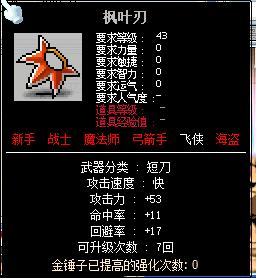 枫叶刃
要求等级： 43
要求力量： 0
要求敏捷： 0
要求智力： 0
要求运气： 0
要求人气度： -
道具等级： -
道具经验值： -
新手 战士 魔法师 弓箭手 飞侠 海盗
武器分类 : 短刀
攻击速度 : 快
攻击力 : +53
命中率 : +11
回避率 : +17
可升级次数 : 7回
金锤子已提高的强化次数: 0